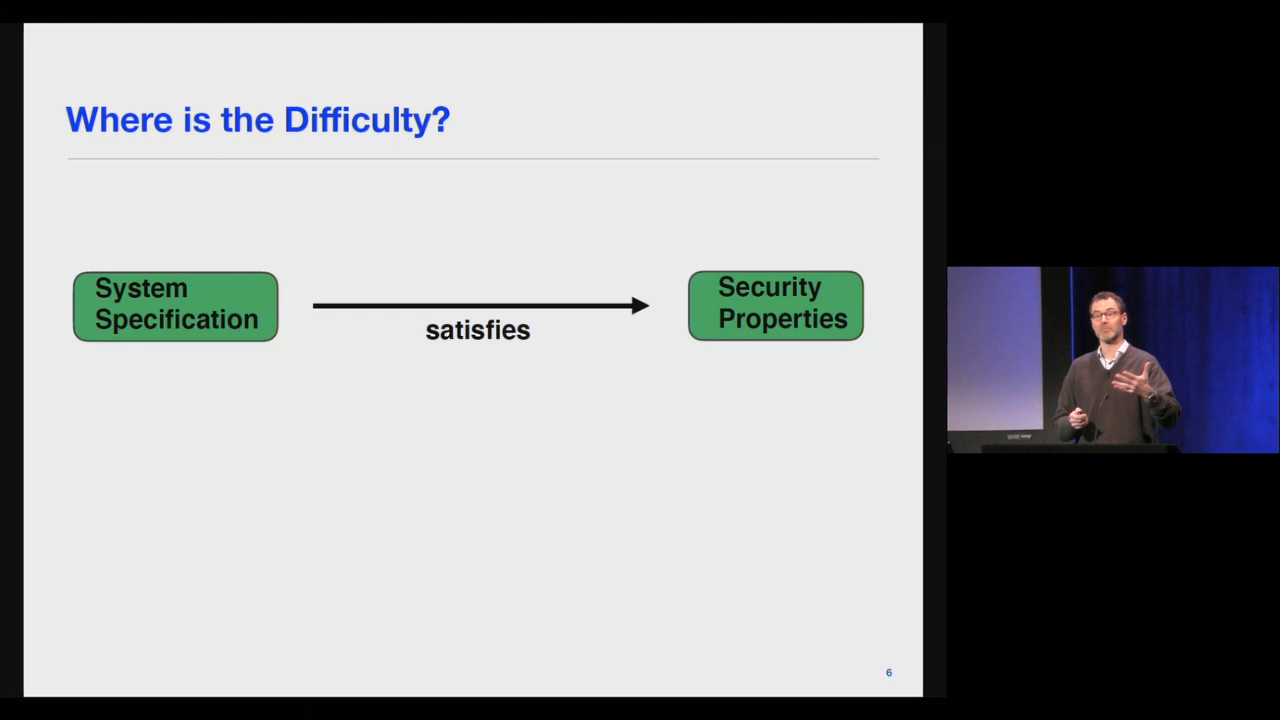 Where is the Difficulty?
System
Specification
satisfies
Security
Properties
6